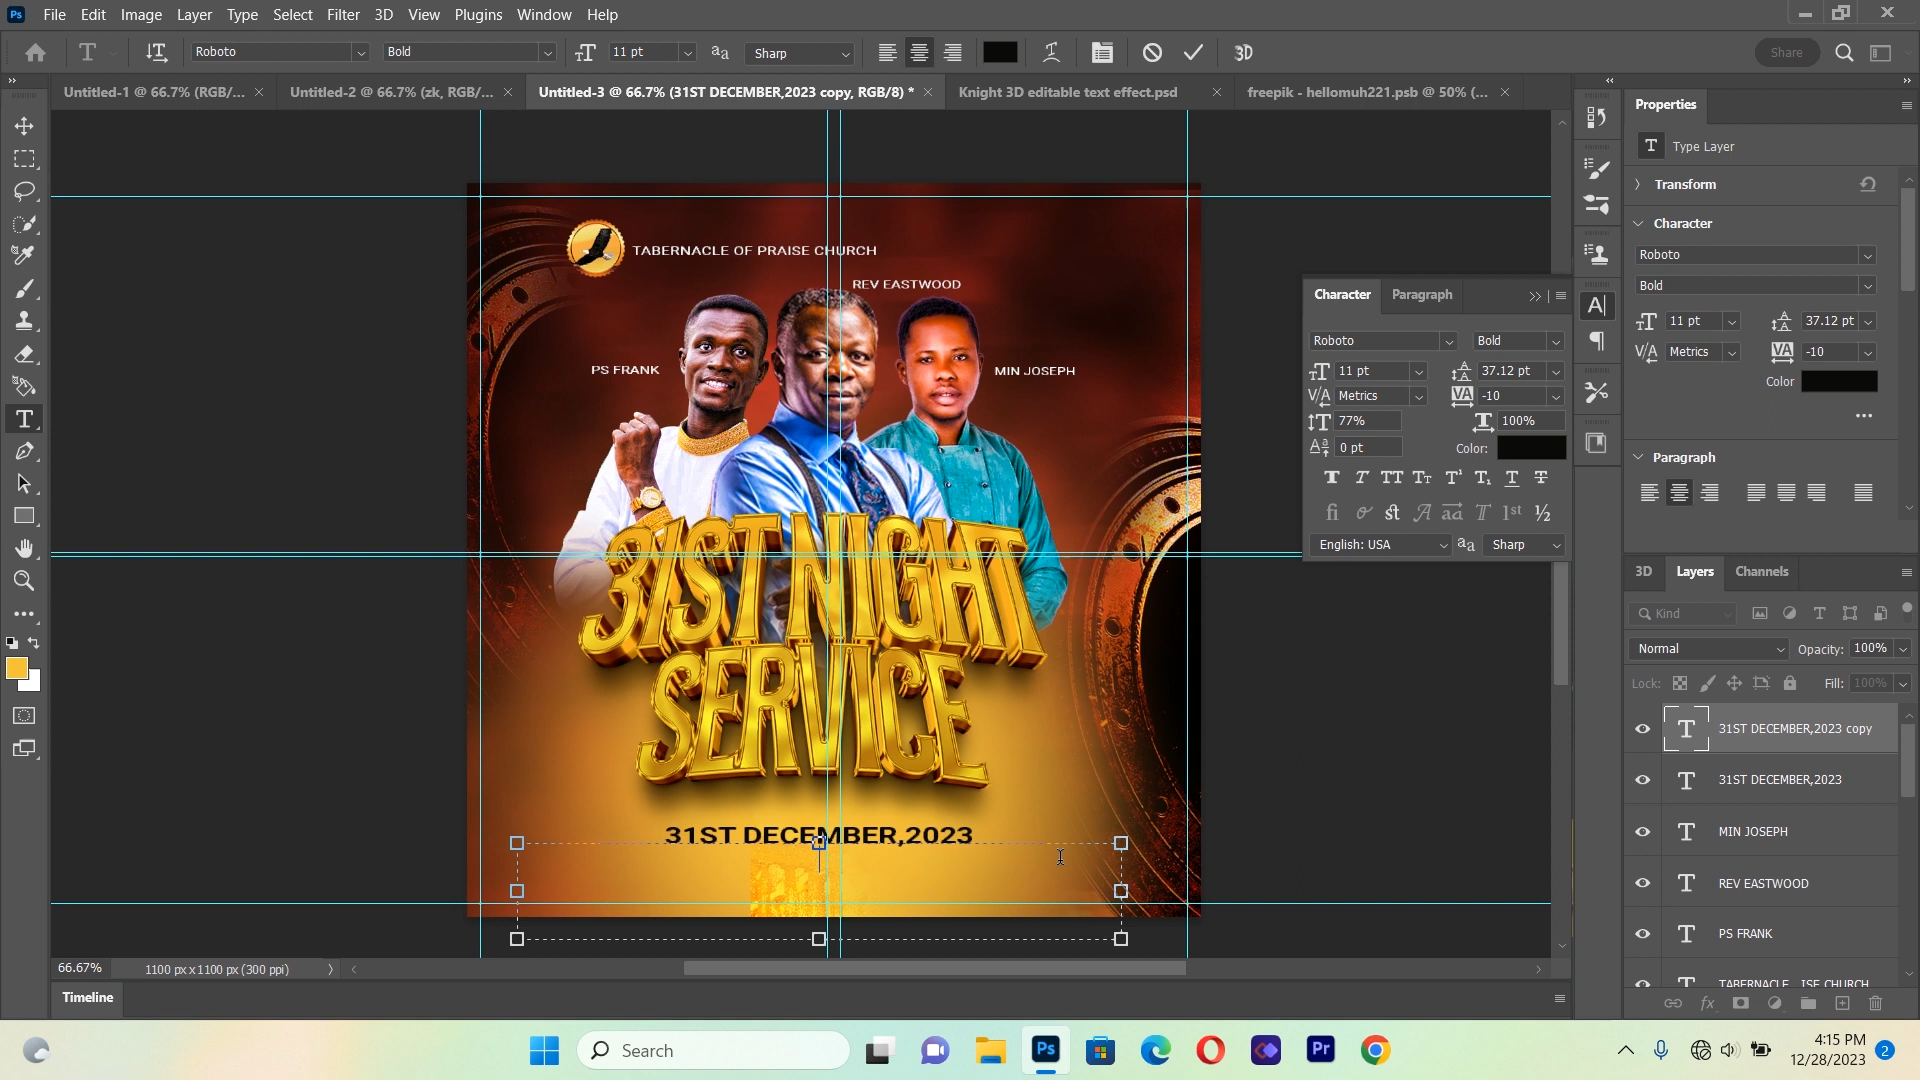 Ps File Edit Image Layer Type Select Filter 3D View Plugins Window Help
Roboto Bold 11 pt aa Sharp 3D Share
Untitled-1 @ 66.7% (RGB/... Untitled-2 @ 66.7% (zk, RGB/... Untitled-3 @ 66.7% (31ST DECEMBER,2023 copy, RGB/8) * Knight 3D editable text effect.psd freepik - hellomuh221.psb @ 50% (...
TABERNACLE OF PRAISE CHURCH
REV EASTWOOD
PS FRANK
MIN JOSEPH
31ST NIGHT
SERVICE
31ST DECEMBER,2023
Character Paragraph
Roboto Bold
11 pt 37.12 pt
Metrics -10
77% 100%
0 pt Color:
English: USA aa Sharp
Properties
Type Layer
Transform
Character
Roboto
Bold
11 pt 37.12 pt
Metrics -10
Color
Paragraph
3D Layers Channels
Kind
Normal Opacity: 100%
Lock: Fill: 100%
31ST DECEMBER,2023 copy
31ST DECEMBER,2023
MIN JOSEPH
REV EASTWOOD
PS FRANK
TABERNACLE ...ISE CHURCH
66.67% 1100 px x 1100 px (300 ppi)
Timeline
Search
Ps Pr
4:15 PM
12/28/2023 2